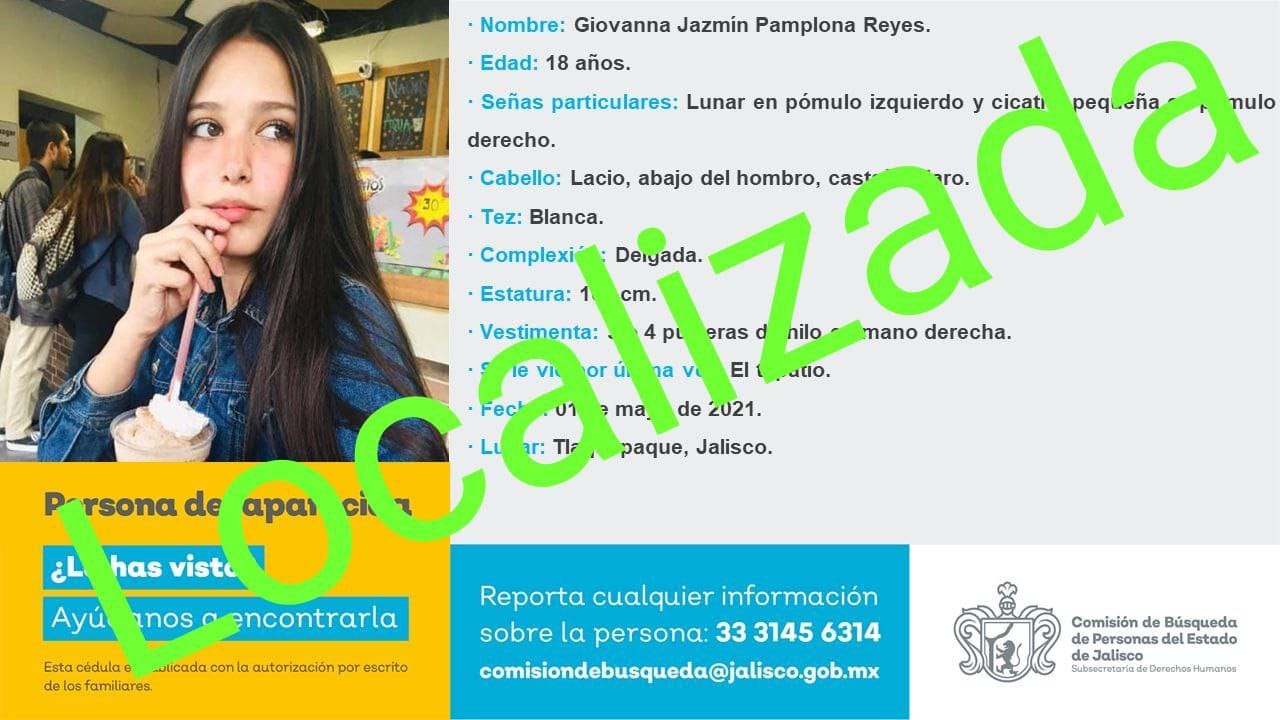 · Nombre: Giovanna Jazmín Pamplona Reyes.
· Edad: 18 años.
· Señas particulares: Lunar en pómulo izquierdo y cicatriz pequeña en pómulo
derecho.
· Cabello: Lacio, abajo del hombro, castaño claro.
· Tez: Blanca.
· Complexión: Delgada.
· Estatura: cm.
· Vestimenta: 4 pulseras de hilo en mano derecha.
· Se le vio por última vez: El tapatío.
· Fecha: 01 de mayo de 2021.
· Lugar: Tlaquepaque, Jalisco.
Localizada
Persona desaparecida
¿La has visto?
Ayúdanos a encontrarla
Esta cédula es publicada con la autorización por escrito
de los familiares.
Reporta cualquier información
sobre la persona: 33 3145 6314
comisiondebusqueda@jalisco.gob.mx
Comisión de Búsqueda
de Personas del Estado
de Jalisco
Subsecretaría de Derechos Humanos
30
AGUA